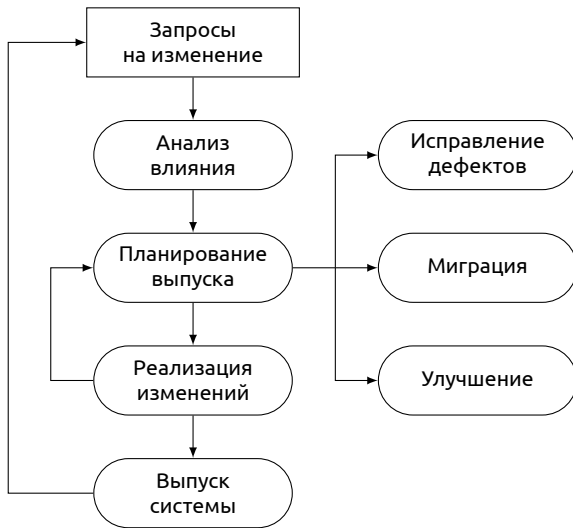 Запросы
на изменение
Анализ
влияния
Планирование
выпуска
Реализация
изменений
Выпуск
системы
Исправление
дефектов
Миграция
Улучшение